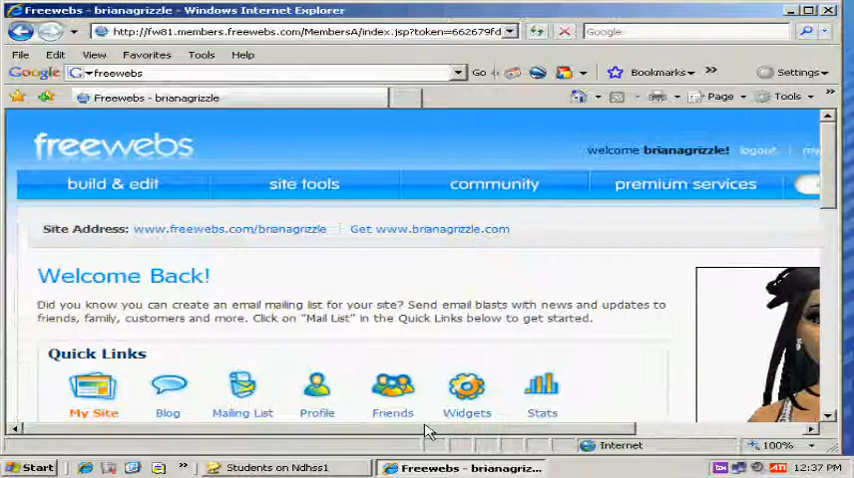 Freewebs - brianagrizzle - Windows Internet Explorer
http://fw81.members.freewebs.com/MembersA/index.jsp?token=662679fd
Google
File Edit View Favorites Tools Help
Google freewebs Go Bookmarks Settings
Freewebs - brianagrizzle Page Tools
freewebs
welcome brianagrizzle! logout my
build & edit site tools community premium services
Site Address: www.freewebs.com/brianagrizzle Get www.brianagrizzle.com
Welcome Back!
Did you know you can create an email mailing list for your site? Send email blasts with news and updates to
friends, family, customers and more. Click on "Mail List" in the Quick Links below to get started.
Quick Links
My Site Blog Mailing List Profile Friends Widgets Stats
Internet 100%
Start Students on Ndhss1 Freewebs - brianagriz... ATI 12:37 PM